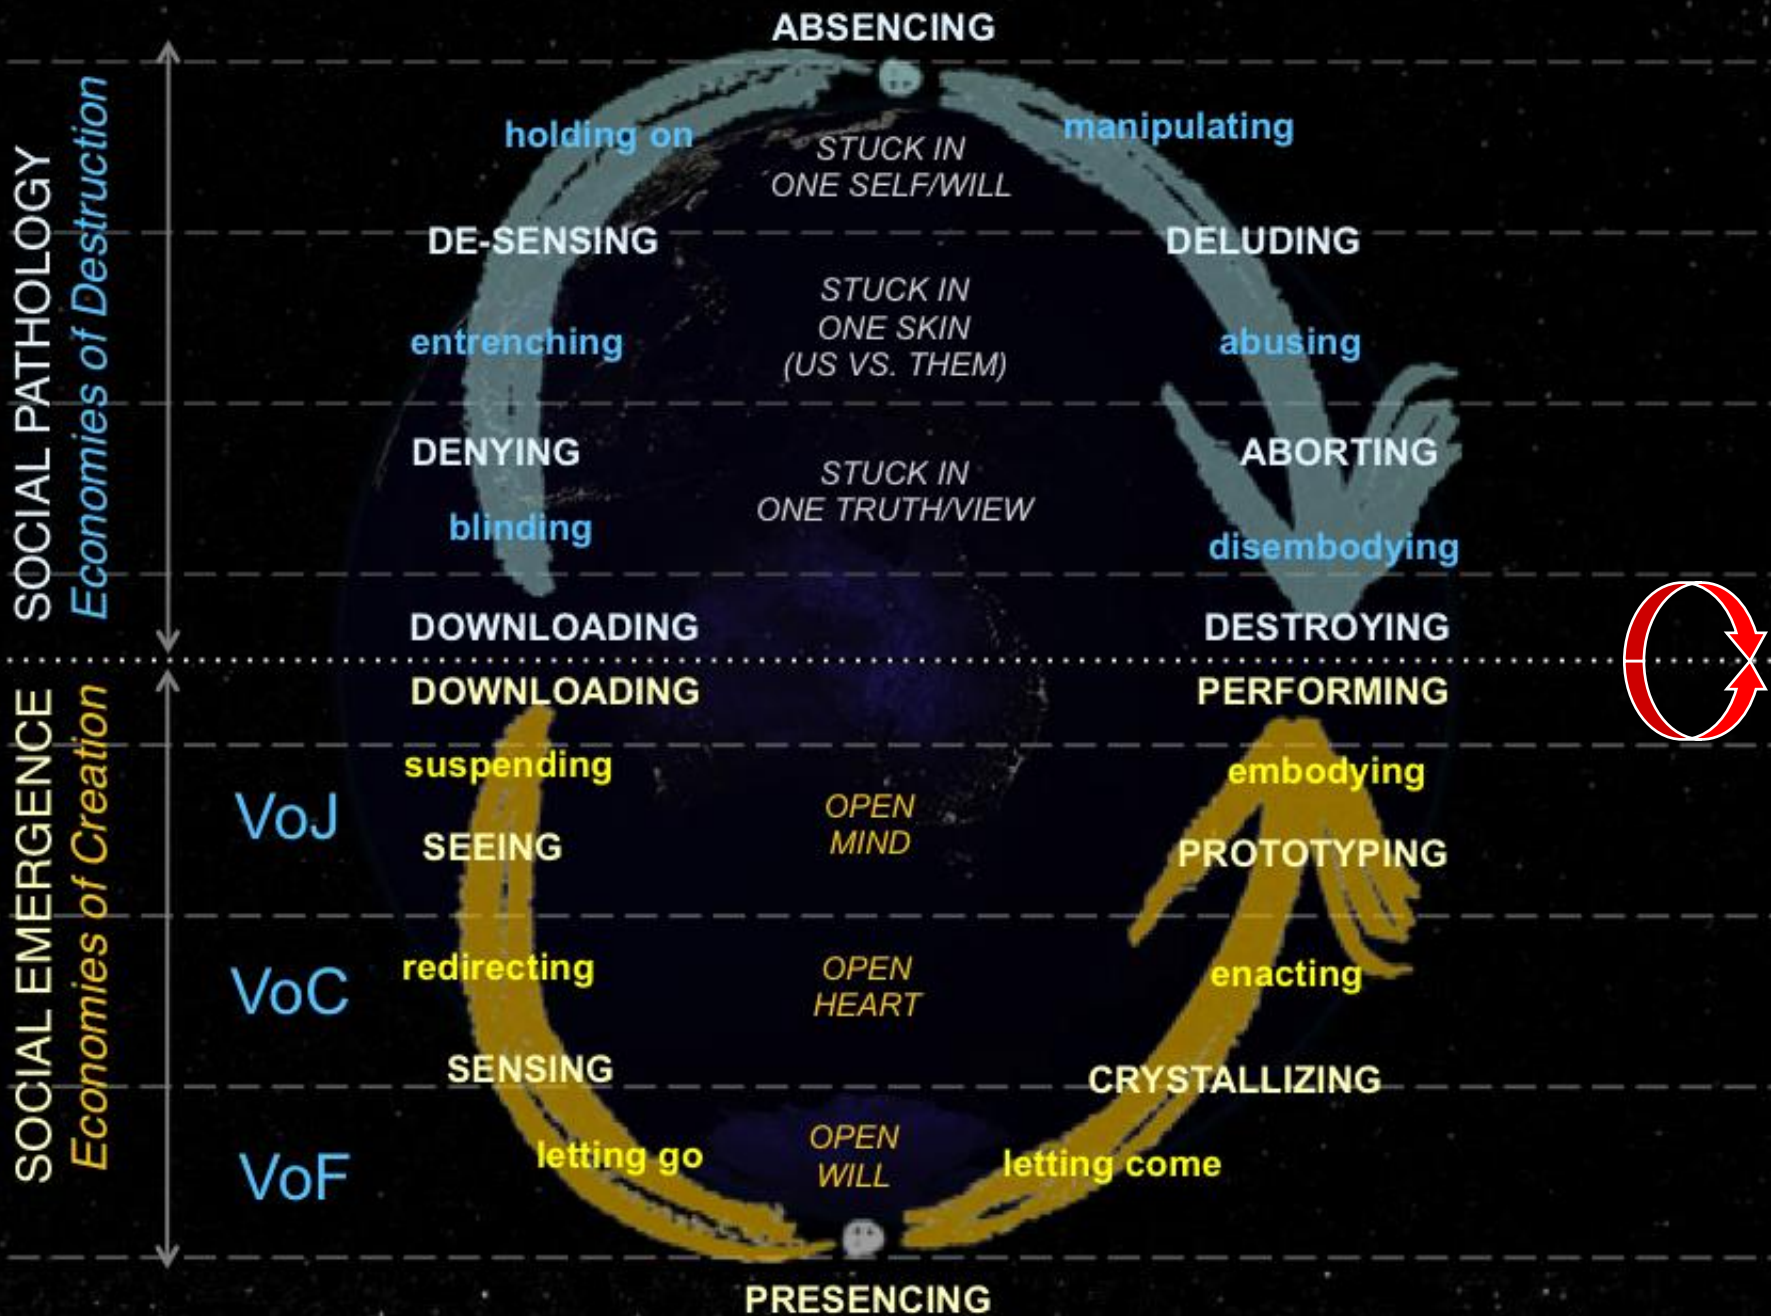 ABSENCING
holding on
manipulating
STUCK IN
ONE SELF/WILL
DE-SENSING
DELUDING
STUCK IN
ONE SKIN
(US VS. THEM)
entrenching
abusing
DENYING
ABORTING
STUCK IN
ONE TRUTH/VIEW
blinding
disembodying
DOWNLOADING
DESTROYING
SOCIAL PATHOLOGY
Economies of Destruction
DOWNLOADING
PERFORMING
suspending
embodying
VoJ
OPEN
MIND
SEEING
PROTOTYPING
redirecting
enacting
VoC
OPEN
HEART
SENSING
CRYSTALLIZING
letting go
letting come
VoF
OPEN
WILL
PRESENCING
SOCIAL EMERGENCE
Economies of Creation